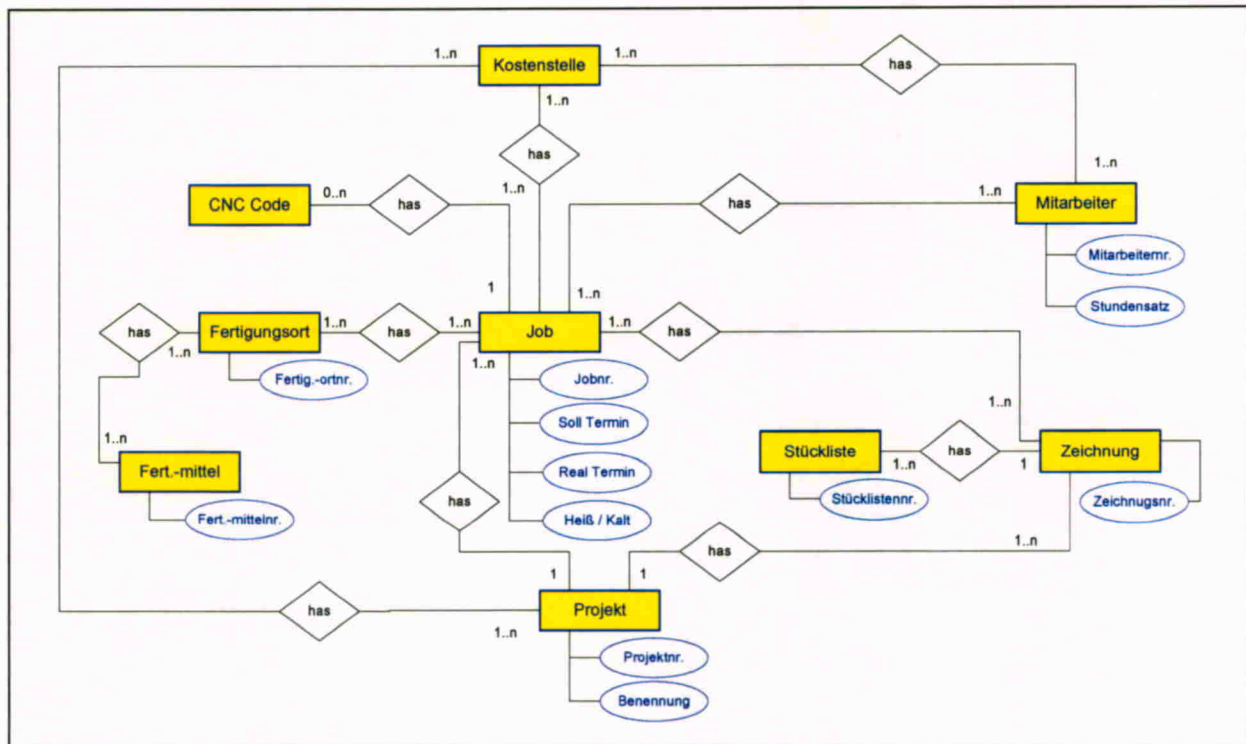 1..n
Kostenstelle
1..n
has
1..n
1..n
has
1..n
1..n
CNC Code
0..n
has
has
1..n
Mitarbeiter
Mitarbeiternr.
Stundensatz
1
1..n
has
1..n
Fertigungsort
1..n
has
1..n
Job
1..n
has
Fertig.-ortnr.
1..n
Jobnr.
Soll Termin
Real Termin
Heiß / Kalt
1..n
1..n
Fert.-mittel
Fert.-mittelnr.
has
Stückliste
1..n
has
1
Zeichnung
Stücklistennr.
Zeichnugsnr.
1..n
has
1
1
has
1..n
Projekt
Projektnr.
Benennung